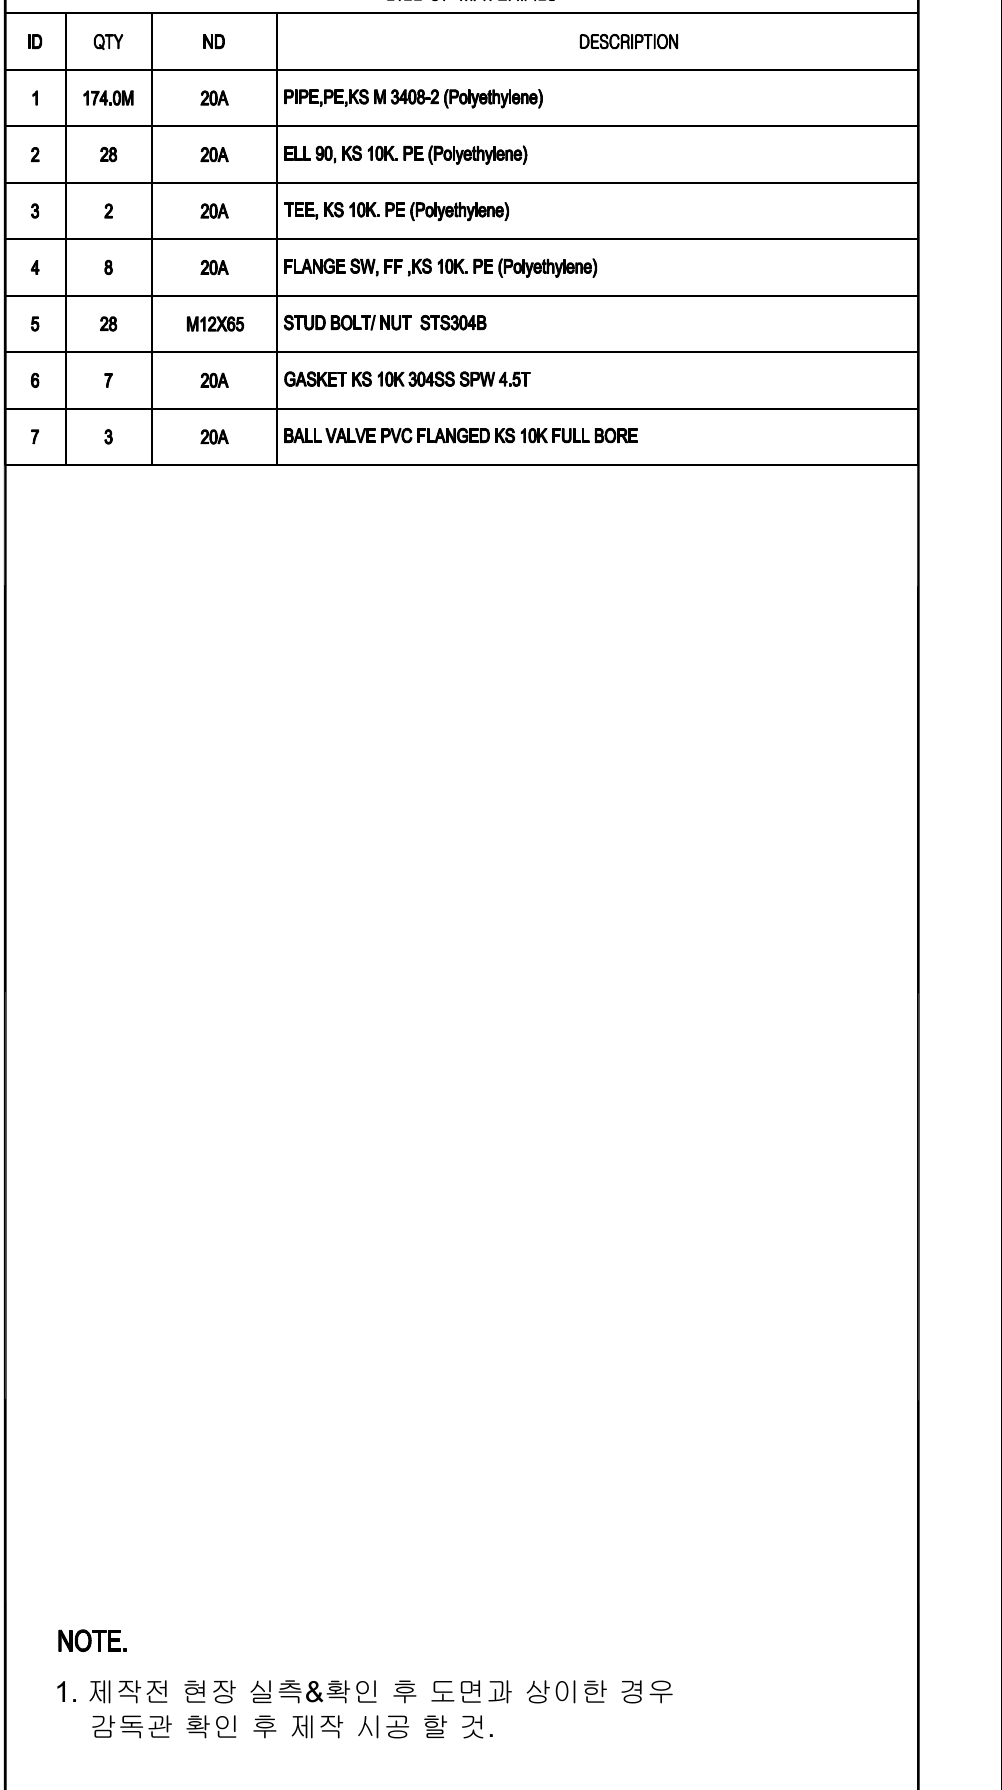 ID QTY ND DESCRIPTION
1 174.0M 20A PIPE,PE,KS M 3408-2 (Polyethylene)
2 28 20A ELL 90, KS 10K. PE (Polyethylene)
3 2 20A TEE, KS 10K. PE (Polyethylene)
4 8 20A FLANGE SW, FF ,KS 10K. PE (Polyethylene)
5 28 M12X65 STUD BOLT/ NUT STS304B
6 7 20A GASKET KS 10K 304SS SPW 4.5T
7 3 20A BALL VALVE PVC FLANGED KS 10K FULL BORE
NOTE.
1. 제작전 현장 실측&확인 후 도면과 상이한 경우
감독관 확인 후 제작 시공 할 것.